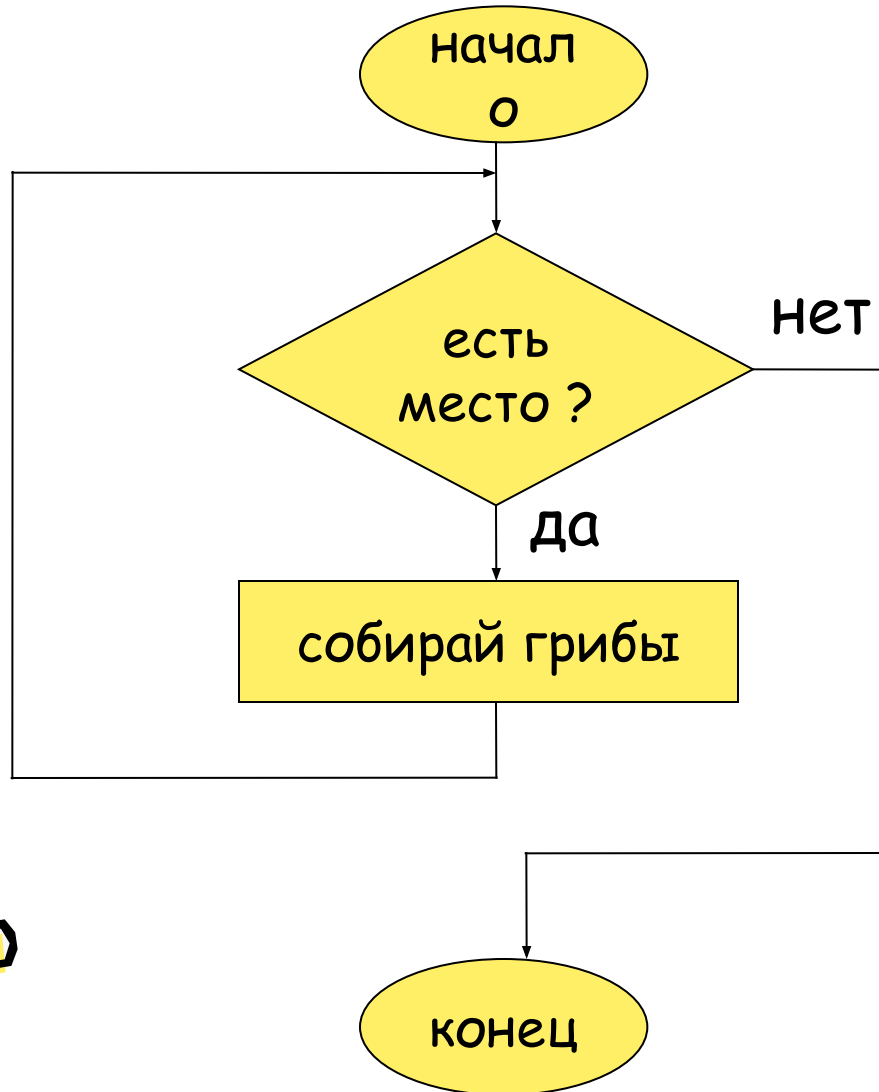 начал
о
нет
есть
место ?
да
собирай грибы
конец